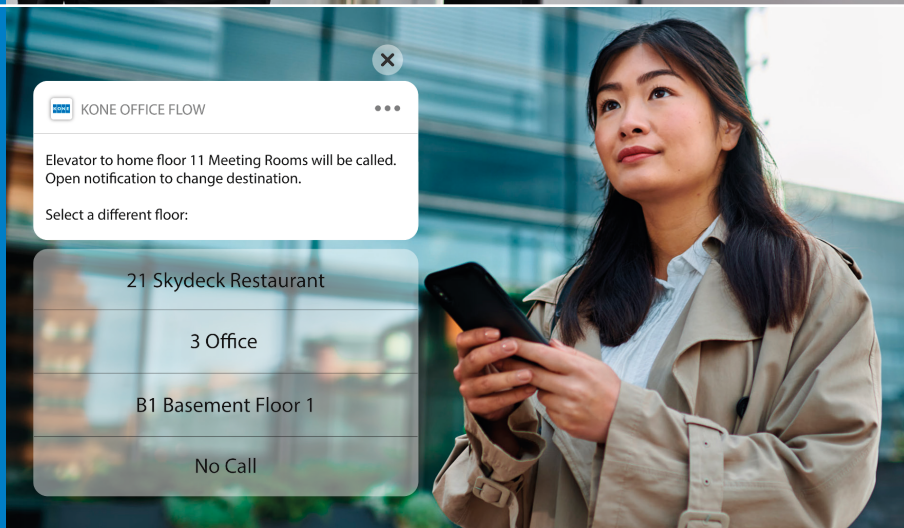 KONE
KONE OFFICE FLOW
Elevator to home floor 11 Meeting Rooms will be called.
Open notification to change destination.
Select a different floor:
21 Skydeck Restaurant
3 Office
B1 Basement Floor 1
No Call